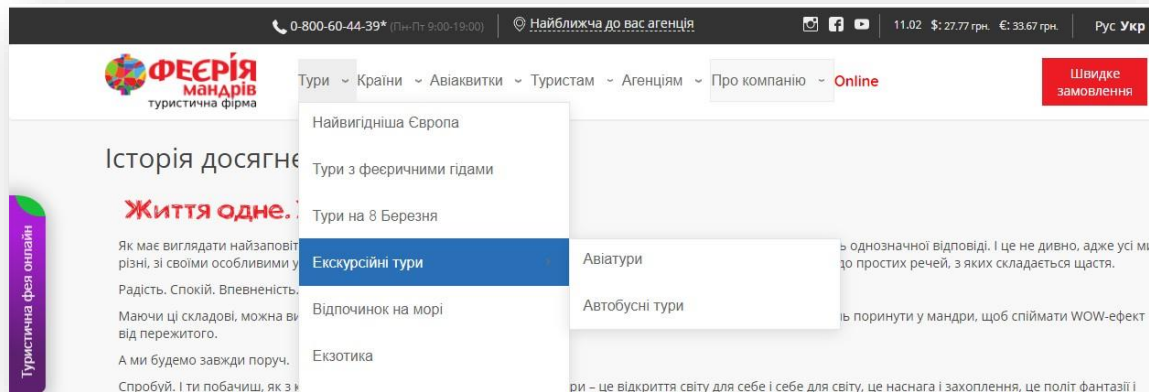 0-800-60-44-39* (Пн-Пт 9:00-19:00) Найближча до вас агенція 11.02 $: 27.77 грн. €: 33.67 грн. Рус Укр
ФЕЄРІЯ
МАНДРІВ
туристична фірма
Тури Країни Авіаквитки Туристам Агенціям Про компанію Online
Швидке
замовлення
Найвигідніша Європа
Тури з феєричними гідами
Тури на 8 Березня
Екскурсійні тури
Відпочинок на морі
Екзотика
Авіатури
Автобусні тури
Історія досягне
Життя одне.
Як має виглядати найзаповіт ь однозначної відповіді. І це не дивно, адже усі ми
різні, зі своїми особливими у до простих речей, з яких складається щастя.
Радість. Спокій. Впевненість.
Маючи ці складові, можна ви ь поринути у мандри, щоб спіймати WOW-ефект
від пережитого.
А ми будемо завжди поруч.
Спробуй. І ти побачиш, як з к ри – це відкриття світу для себе і себе для світу, це наснага і захоплення, це політ фантазії і
Туристична фея онлайн